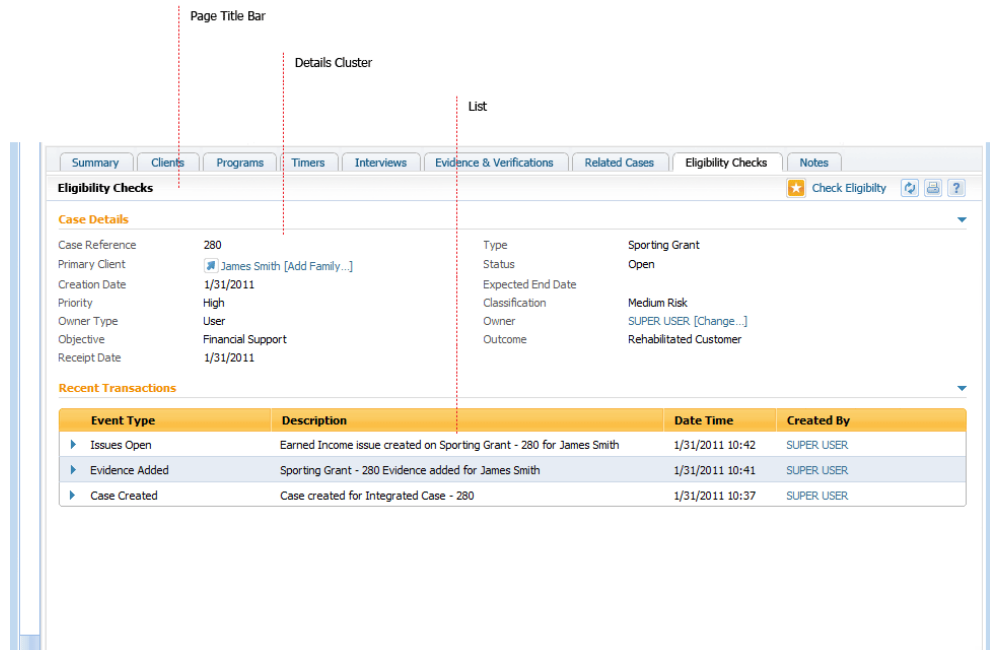 Page Title Bar
Details Cluster
List
Summary Clients Programs Timers Interviews Evidence & Verifications Related Cases Eligibility Checks Notes
Eligibility Checks Check Eligibilty ?
Case Details
Case Reference 280 Type Sporting Grant
Primary Client James Smith [Add Family...] Status Open
Creation Date 1/31/2011 Expected End Date
Priority High Classification Medium Risk
Owner Type User Owner SUPER USER [Change...]
Objective Financial Support Outcome Rehabilitated Customer
Receipt Date 1/31/2011
Recent Transactions
Event Type Description Date Time Created By
Issues Open Earned Income issue created on Sporting Grant - 280 for James Smith 1/31/2011 10:42 SUPER USER
Evidence Added Sporting Grant - 280 Evidence added for James Smith 1/31/2011 10:41 SUPER USER
Case Created Case created for Integrated Case - 280 1/31/2011 10:37 SUPER USER